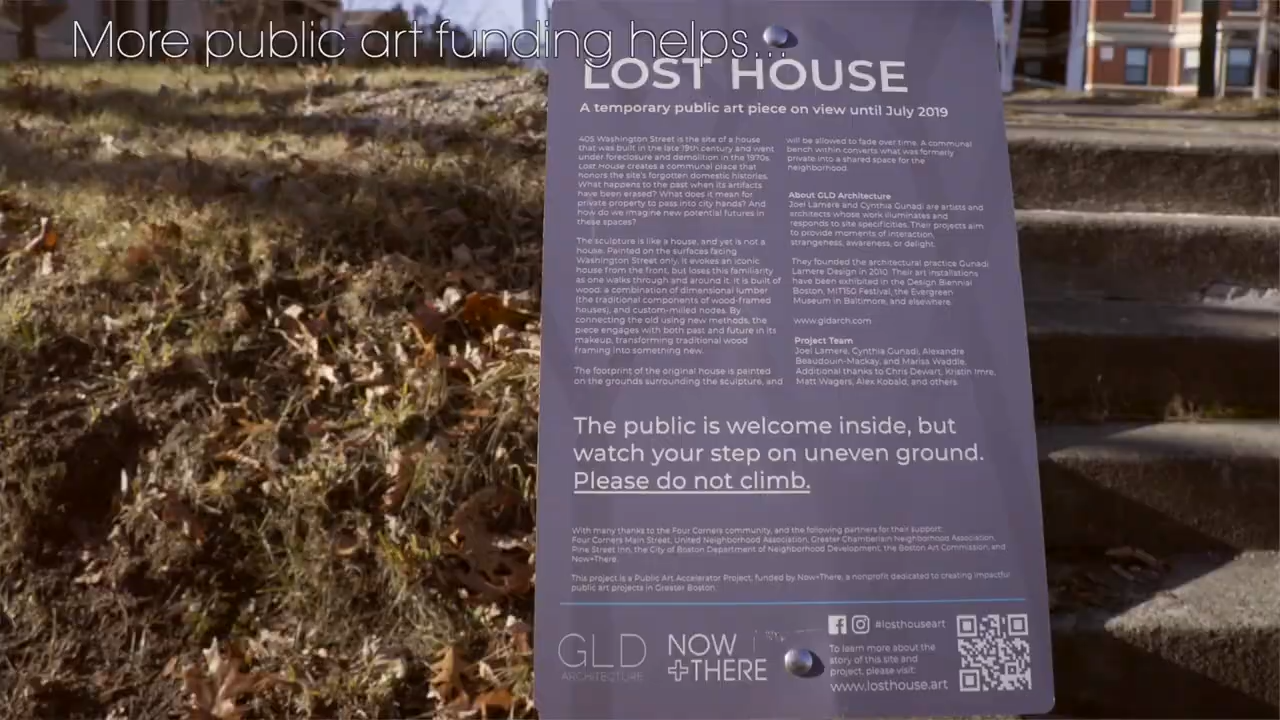 More public art funding helps...
LOST HOUSE
A temporary public art piece on view until July 2019
405 Washington Street is the site of a house
that was built in the late 19th century and went
under foreclosure and demolition in the 1970s.
Lost House creates a communal place that
honors the site's forgotten domestic histories.
What happens to the past when its artifacts
have been erased? What does it mean for
private property to pass into city hands? And
how do we imagine new potential futures in
these spaces?
The sculpture is like a house, and yet is not a
house. Painted on the surfaces facing
Washington Street only, it evokes an iconic
house from the front, but loses this familiarity
as one walks through and around it. It is built of
wood: a combination of dimensional lumber
(the traditional components of wood-framed
houses), and custom-milled nodes. By
connecting the old using new methods, the
piece engages with both past and future in its
makeup, transforming traditional wood
framing into something new.
The footprint of the original house is painted
on the grounds surrounding the sculpture, and
will be allowed to fade over time. A communal
bench within converts what was formerly
private into a shared space for the
neighborhood.
About GLD Architecture
Joel Lamere and Cynthia Gunadi are artists and
architects whose work illuminates and
responds to site specificities. Their projects aim
to provide moments of interaction,
strangeness, awareness, or delight.
They founded the architectural practice Gunadi
Lamere Design in 2010. Their art installations
have been exhibited in the Design Biennial
Boston, MIT150 Festival, the Evergreen
Museum in Baltimore, and elsewhere.
www.gldarch.com
Project Team
Joel Lamere, Cynthia Gunadi, Alexandre
Beaudouin-Mackay, and Marisa Waddle.
Additional thanks to Chris Dewart, Kristin Imre,
Matt Wagers, Alex Kobald, and others.
The public is welcome inside, but
watch your step on uneven ground.
Please do not climb.
With many thanks to the Four Corners community, and the following partners for their support:
Four Corners Main Street, United Neighborhood Association, Greater Chamberlain Neighborhood Association,
Pine Street Inn, the City of Boston Department of Neighborhood Development, the Boston Art Commission, and
Now+There.
This project is a Public Art Accelerator Project, funded by Now+There, a nonprofit dedicated to creating impactful
public art projects in Greater Boston.
GLD
ARCHITECTURE
NOW
+THERE
#losthouseart
To learn more about the
story of this site and
project, please visit:
www.losthouse.art